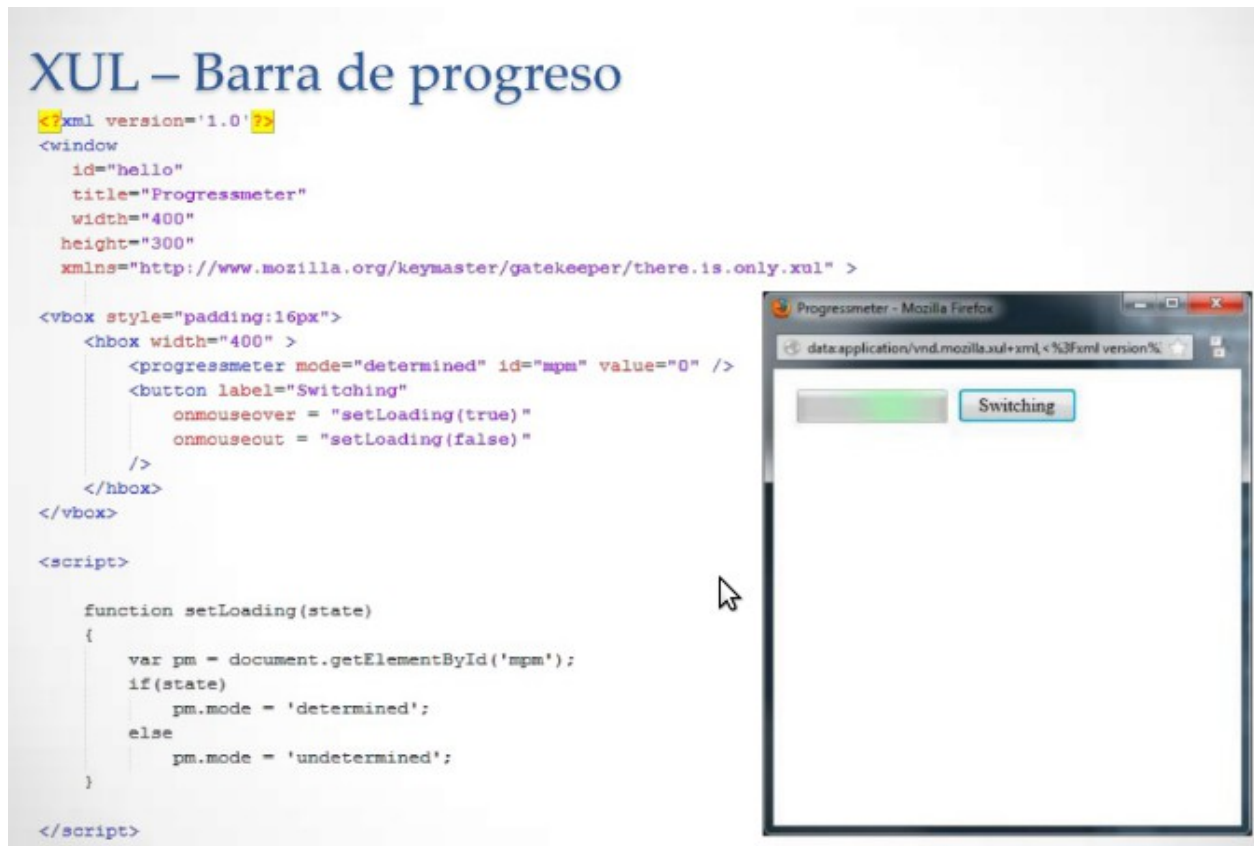 XUL – Barra de progreso
<?xml version='1.0'?>
<window
id="hello"
title="Progressmeter"
width="400"
height="300"
xmlns="http://www.mozilla.org/keymaster/gatekeeper/there.is.only.xul" >
<vbox style="padding:16px">
<hbox width="400" >
<progressmeter mode="determined" id="mpm" value="0" />
<button label="Switching"
onmouseover = "setLoading(true)"
onmouseout = "setLoading(false)"
/>
</hbox>
</vbox>
<script>
function setLoading(state)
{
var pm = document.getElementById('mpm');
if(state)
pm.mode = 'determined';
else
pm.mode = 'undetermined';
}
</script>
Progressmeter - Mozilla Firefox
data:application/vnd.mozilla.xul+xml,<%3Fxml version%
Switching